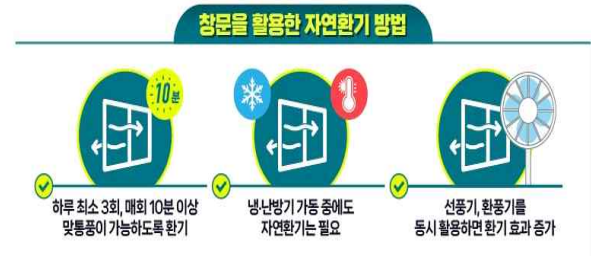 창문을 활용한 자연환기 방법
10분
하루 최소 3회, 매회 10분 이상
맞통풍이 가능하도록 환기
냉·난방기 가동 중에도
자연환기는 필요
선풍기, 환풍기를
동시 활용하면 환기 효과 증가